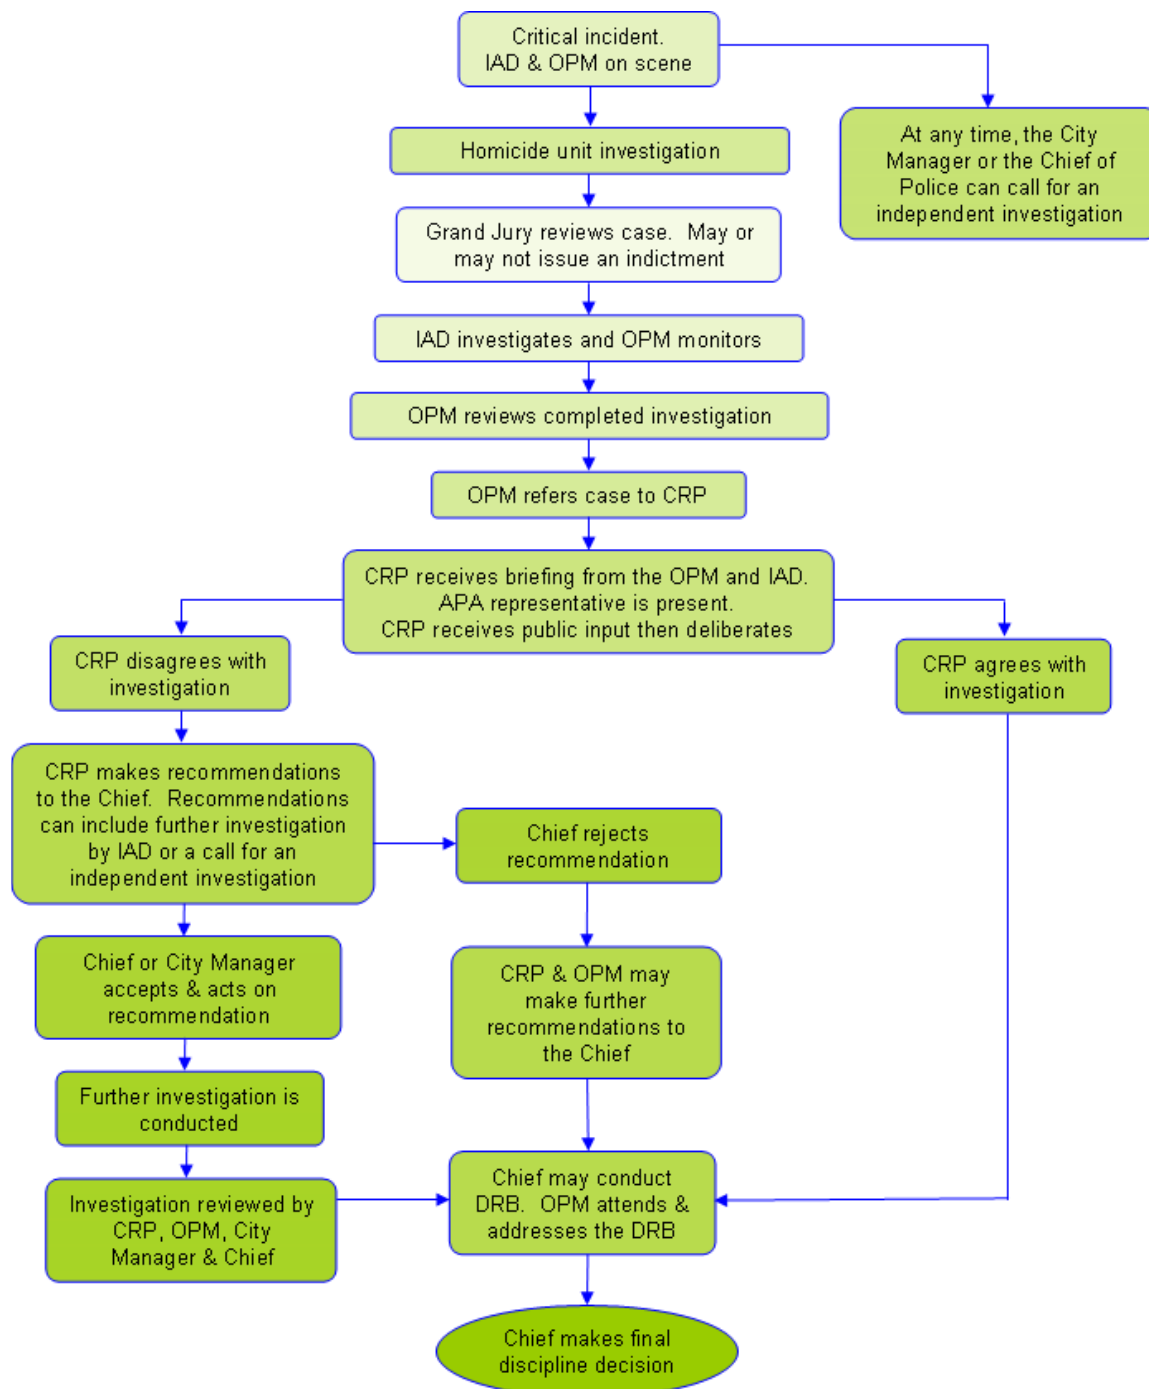 Critical incident.
IAD & OPM on scene
At any time, the City
Manager or the Chief of
Police can call for an
independent investigation
Homicide unit investigation
Grand Jury reviews case. May or
may not issue an indictment
IAD investigates and OPM monitors
OPM reviews completed investigation
OPM refers case to CRP
CRP receives briefing from the OPM and IAD.
APA representative is present.
CRP receives public input then deliberates
CRP disagrees with
investigation
CRP agrees with
investigation
CRP makes recommendations
to the Chief. Recommendations
can include further investigation
by IAD or a call for an
independent investigation
Chief rejects
recommendation
Chief or City Manager
accepts & acts on
recommendation
CRP & OPM may
make further
recommendations to
the Chief
Further investigation is
conducted
Investigation reviewed by
CRP, OPM, City
Manager & Chief
Chief may conduct
DRB. OPM attends &
addresses the DRB
Chief makes final
discipline decision